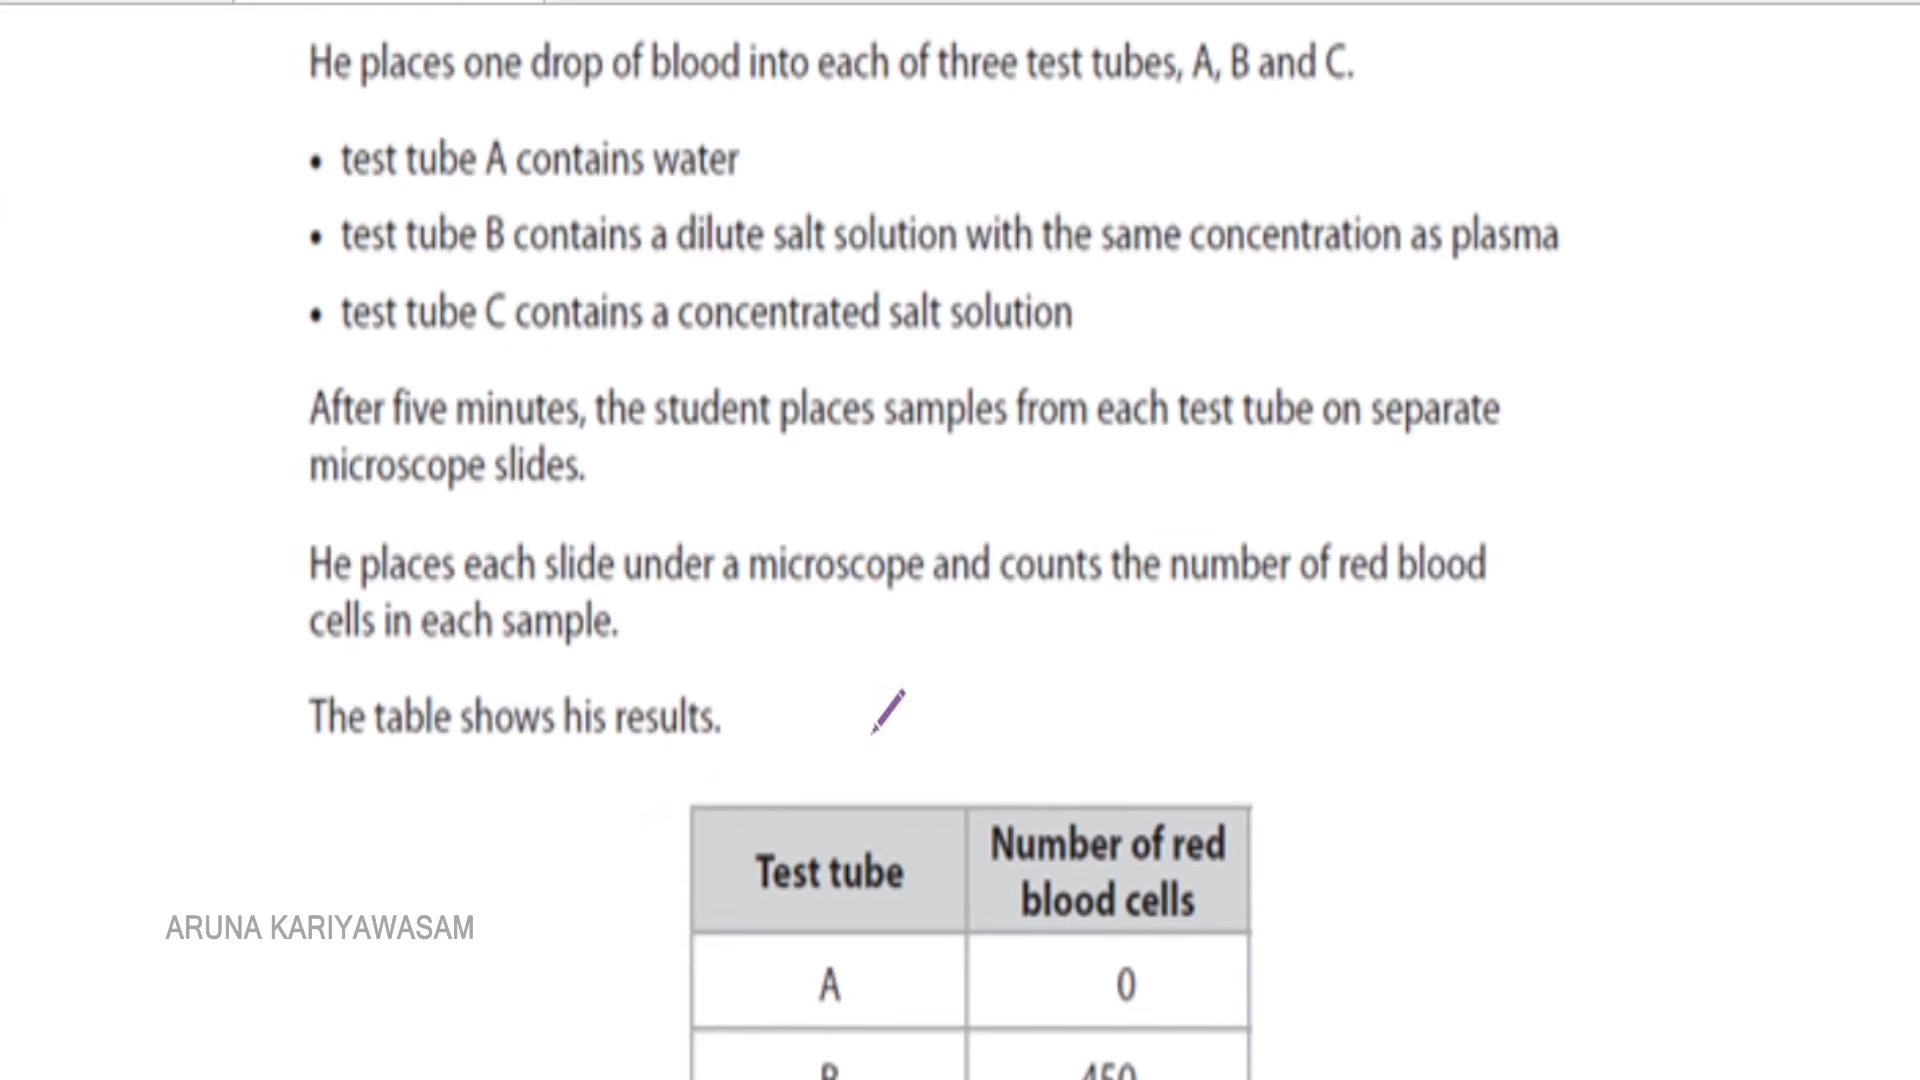 He places one drop of blood into each of three test tubes, A, B and C.
• test tube A contains water
• test tube B contains a dilute salt solution with the same concentration as plasma
• test tube C contains a concentrated salt solution
After five minutes, the student places samples from each test tube on separate
microscope slides.
He places each slide under a microscope and counts the number of red blood
cells in each sample.
The table shows his results.
Test tube
Number of red
blood cells
ARUNA KARIYAWASAM
A
0
B
450